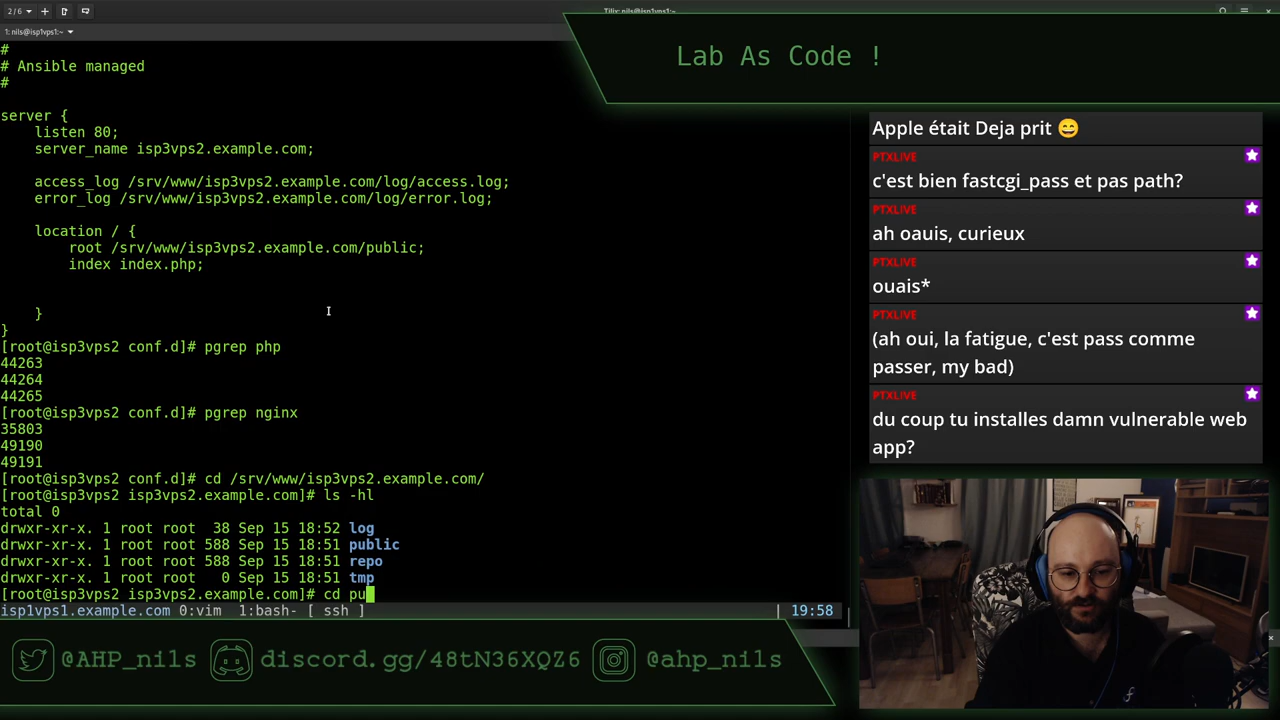 2/6
Tilix: nils@isp1vps1:~
1: nils@isp1vps1:~
#
# Ansible managed
#
server {
    listen 80;
    server_name isp3vps2.example.com;
    access_log /srv/www/isp3vps2.example.com/log/access.log;
    error_log /srv/www/isp3vps2.example.com/log/error.log;
    location / {
        root /srv/www/isp3vps2.example.com/public;
        index index.php;
    }
}
[root@isp3vps2 conf.d]# pgrep php
44263
44264
44265
[root@isp3vps2 conf.d]# pgrep nginx
35803
49190
49191
[root@isp3vps2 conf.d]# cd /srv/www/isp3vps2.example.com/
[root@isp3vps2 isp3vps2.example.com]# ls -hl
total 0
drwxr-xr-x. 1 root root  38 Sep 15 18:52 log
drwxr-xr-x. 1 root root 588 Sep 15 18:51 public
drwxr-xr-x. 1 root root 588 Sep 15 18:51 repo
drwxr-xr-x. 1 root root   0 Sep 15 18:51 tmp
[root@isp3vps2 isp3vps2.example.com]# cd pu
isp1vps1.example.com 0:vim  1:bash- [ ssh ] | 19:58
Lab As Code !
Apple était Deja prit 😄
PTXLIVE
c'est bien fastcgi_pass et pas path?
PTXLIVE
ah oauis, curieux
PTXLIVE
ouais*
PTXLIVE
(ah oui, la fatigue, c'est pass comme
passer, my bad)
PTXLIVE
du coup tu installes damn vulnerable web
app?
@AHP_nils discord.gg/48tN36XQZ6 @ahp_nils